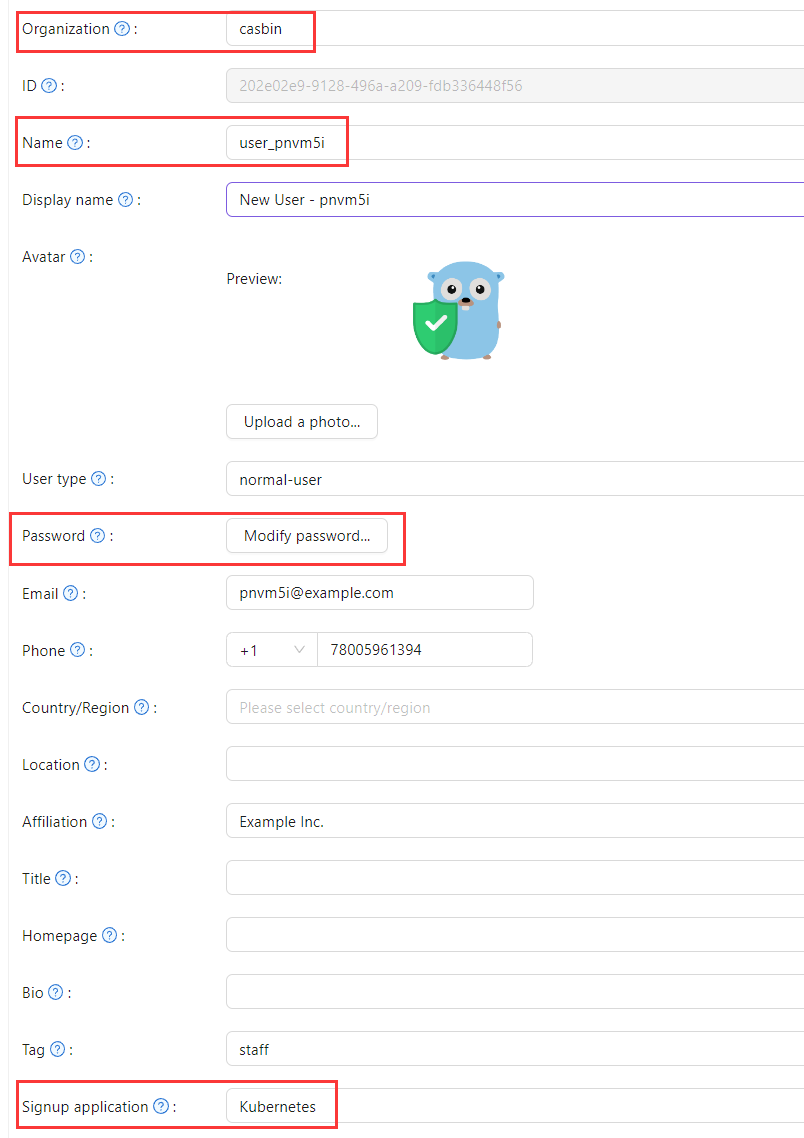 Organization ? : casbin
ID ? : 202e02e9-9128-496a-a209-fdb336448f56
Name ? : user_pnvm5i
Display name ? : New User - pnvm5i
Avatar ? :
Preview:
Upload a photo...
User type ? : normal-user
Password ? : Modify password...
Email ? : pnvm5i@example.com
Phone ? : +1 78005961394
Country/Region ? : Please select country/region
Location ? :
Affiliation ? : Example Inc.
Title ? :
Homepage ? :
Bio ? :
Tag ? : staff
Signup application ? : Kubernetes